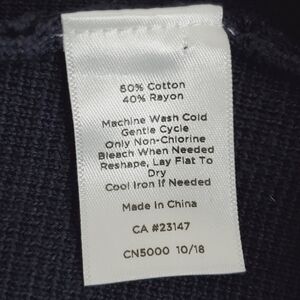 60% Cotton
40% Rayon
Machine Wash Cold
Gentle Cycle
Only Non-Chlorine
Bleach When Needed
Reshape, Lay Flat To
Dry
Cool Iron If Needed
Made In China
CA #23147
CN5000 10/18